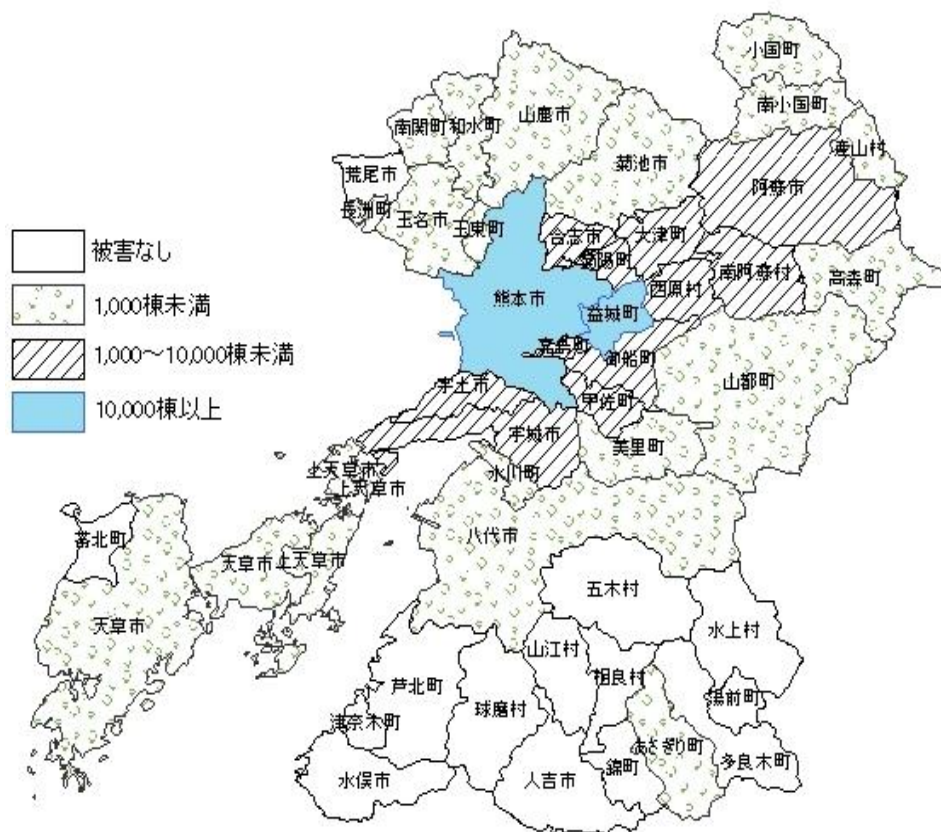 小国町
南小国町
産山村
山鹿市
南関町
和水町
菊池市
阿蘇市
荒尾市
長洲町
玉名市
玉東町
合志市
菊陽町
大津町
西原村
南阿蘇村
高森町
熊本市
益城町
嘉島町
御船町
山都町
甲佐町
宇土市
宇城市
美里町
氷川町
上天草市
上天草市
八代市
苓北町
天草市
上天草市
天草市
五木村
水上村
山江村
相良村
湯前町
芦北町
球磨村
津奈木町
あさぎり町
多良木町
水俣市
人吉市
錦町
被害なし
1,000棟未満
1,000～10,000棟未満
10,000棟以上